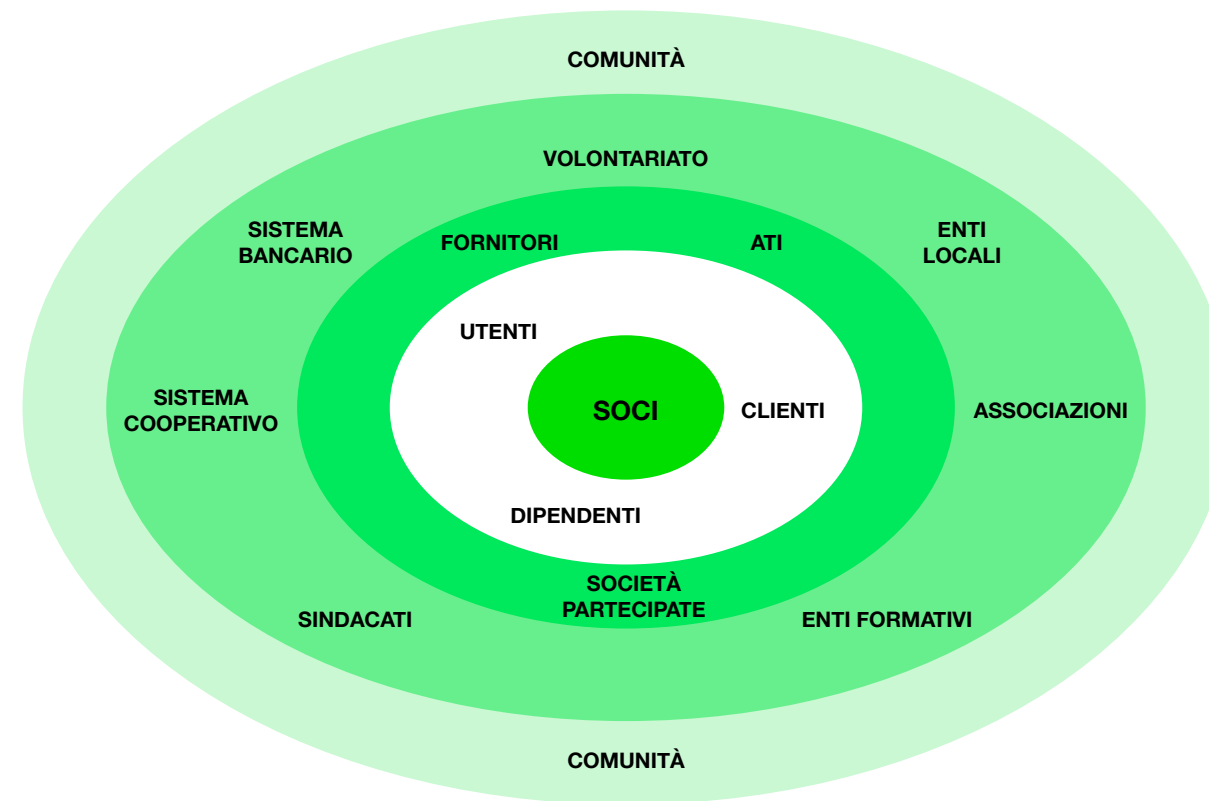 COMUNITÀ
VOLONTARIATO
SISTEMA
BANCARIO
FORNITORI
ATI
ENTI
LOCALI
UTENTI
SISTEMA
COOPERATIVO
SOCI
CLIENTI
ASSOCIAZIONI
DIPENDENTI
SOCIETÀ
PARTECIPATE
SINDACATI
ENTI FORMATIVI
COMUNITÀ